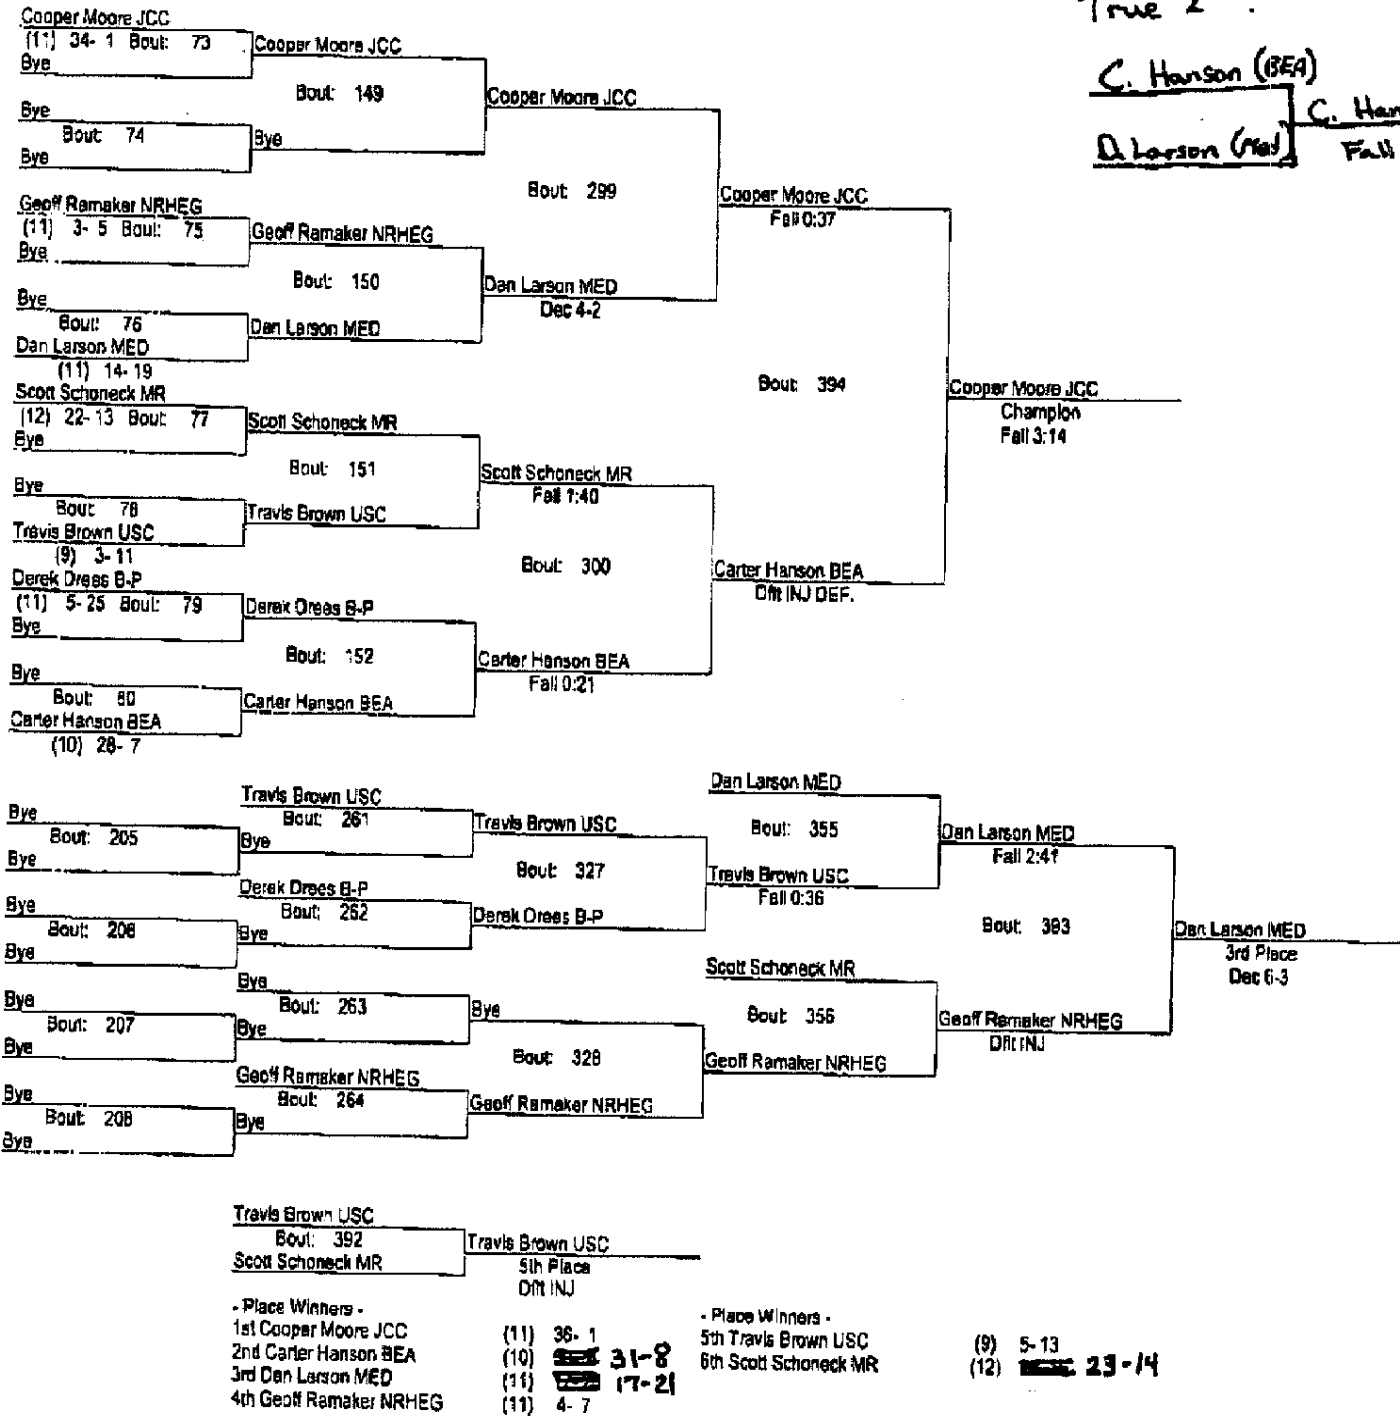 True 2
C. Hanson (BEA)
D. Larson (Med)
C. Han
Fall
Cooper Moore JCC
(11) 34- 1 Bout: 73
Bye
Cooper Moore JCC
Bout: 149
Bye
Bout: 74
Bye
Bye
Cooper Moore JCC
Bout: 299
Geoff Ramaker NRHEG
(11) 3- 5 Bout: 75
Bye
Geoff Ramaker NRHEG
Bout: 150
Bye
Bout: 76
Dan Larson MED
(11) 14- 19
Dan Larson MED
Dan Larson MED
Dec 4-2
Cooper Moore JCC
Fall 0:37
Bout: 394
Scott Schoneck MR
(12) 22- 13 Bout: 77
Bye
Scott Schoneck MR
Bout: 151
Bye
Bout: 78
Travis Brown USC
(9) 3- 11
Travis Brown USC
Scott Schoneck MR
Fall 1:40
Bout: 300
Derek Drees B-P
(11) 5- 25 Bout: 79
Bye
Derek Drees B-P
Bout: 152
Bye
Bout: 80
Carter Hanson BEA
(10) 28- 7
Carter Hanson BEA
Carter Hanson BEA
Fall 0:21
Carter Hanson BEA
Dflt INJ DEF.
Cooper Moore JCC
Champion
Fall 3:14
Bye
Bout: 205
Bye
Travis Brown USC
Bout: 261
Bye
Travis Brown USC
Bout: 327
Bye
Bout: 206
Bye
Derek Drees B-P
Bout: 262
Bye
Derek Drees B-P
Dan Larson MED
Bout: 355
Travis Brown USC
Fall 0:36
Dan Larson MED
Fall 2:41
Bout: 393
Bye
Bout: 207
Bye
Bye
Bout: 263
Bye
Bye
Bout: 328
Bye
Bout: 208
Bye
Geoff Ramaker NRHEG
Bout: 264
Bye
Geoff Ramaker NRHEG
Scott Schoneck MR
Bout: 356
Geoff Ramaker NRHEG
Geoff Ramaker NRHEG
Dflt INJ
Dan Larson MED
3rd Place
Dec 6-3
Travis Brown USC
Bout: 392
Scott Schoneck MR
Travis Brown USC
5th Place
Dflt INJ
- Place Winners -
1st Cooper Moore JCC (11) 36- 1
2nd Carter Hanson BEA (10) 31-8
3rd Dan Larson MED (11) 17-21
4th Geoff Ramaker NRHEG (11) 4- 7
- Place Winners -
5th Travis Brown USC (9) 5- 13
6th Scott Schoneck MR (12) 23-14